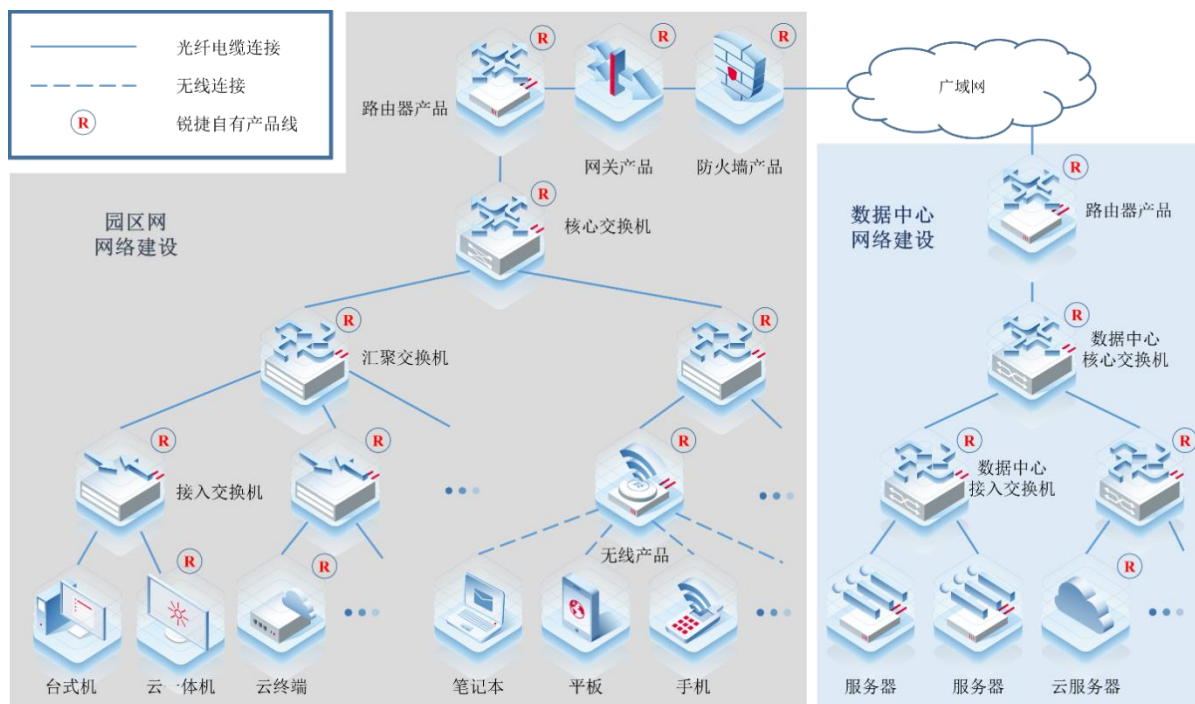 光纤电缆连接
无线连接
R
锐捷自有产品线
R
R
R
路由器产品
网关产品
防火墙产品
广域网
园区网
网络建设
R
核心交换机
数据中心
网络建设
R
路由器产品
R
汇聚交换机
R
R
数据中心
核心交换机
R
接入交换机
R
R
无线产品
R
数据中心
接入交换机
R
R
R
R
台式机
云一体机
云终端
笔记本
平板
手机
服务器
服务器
云服务器